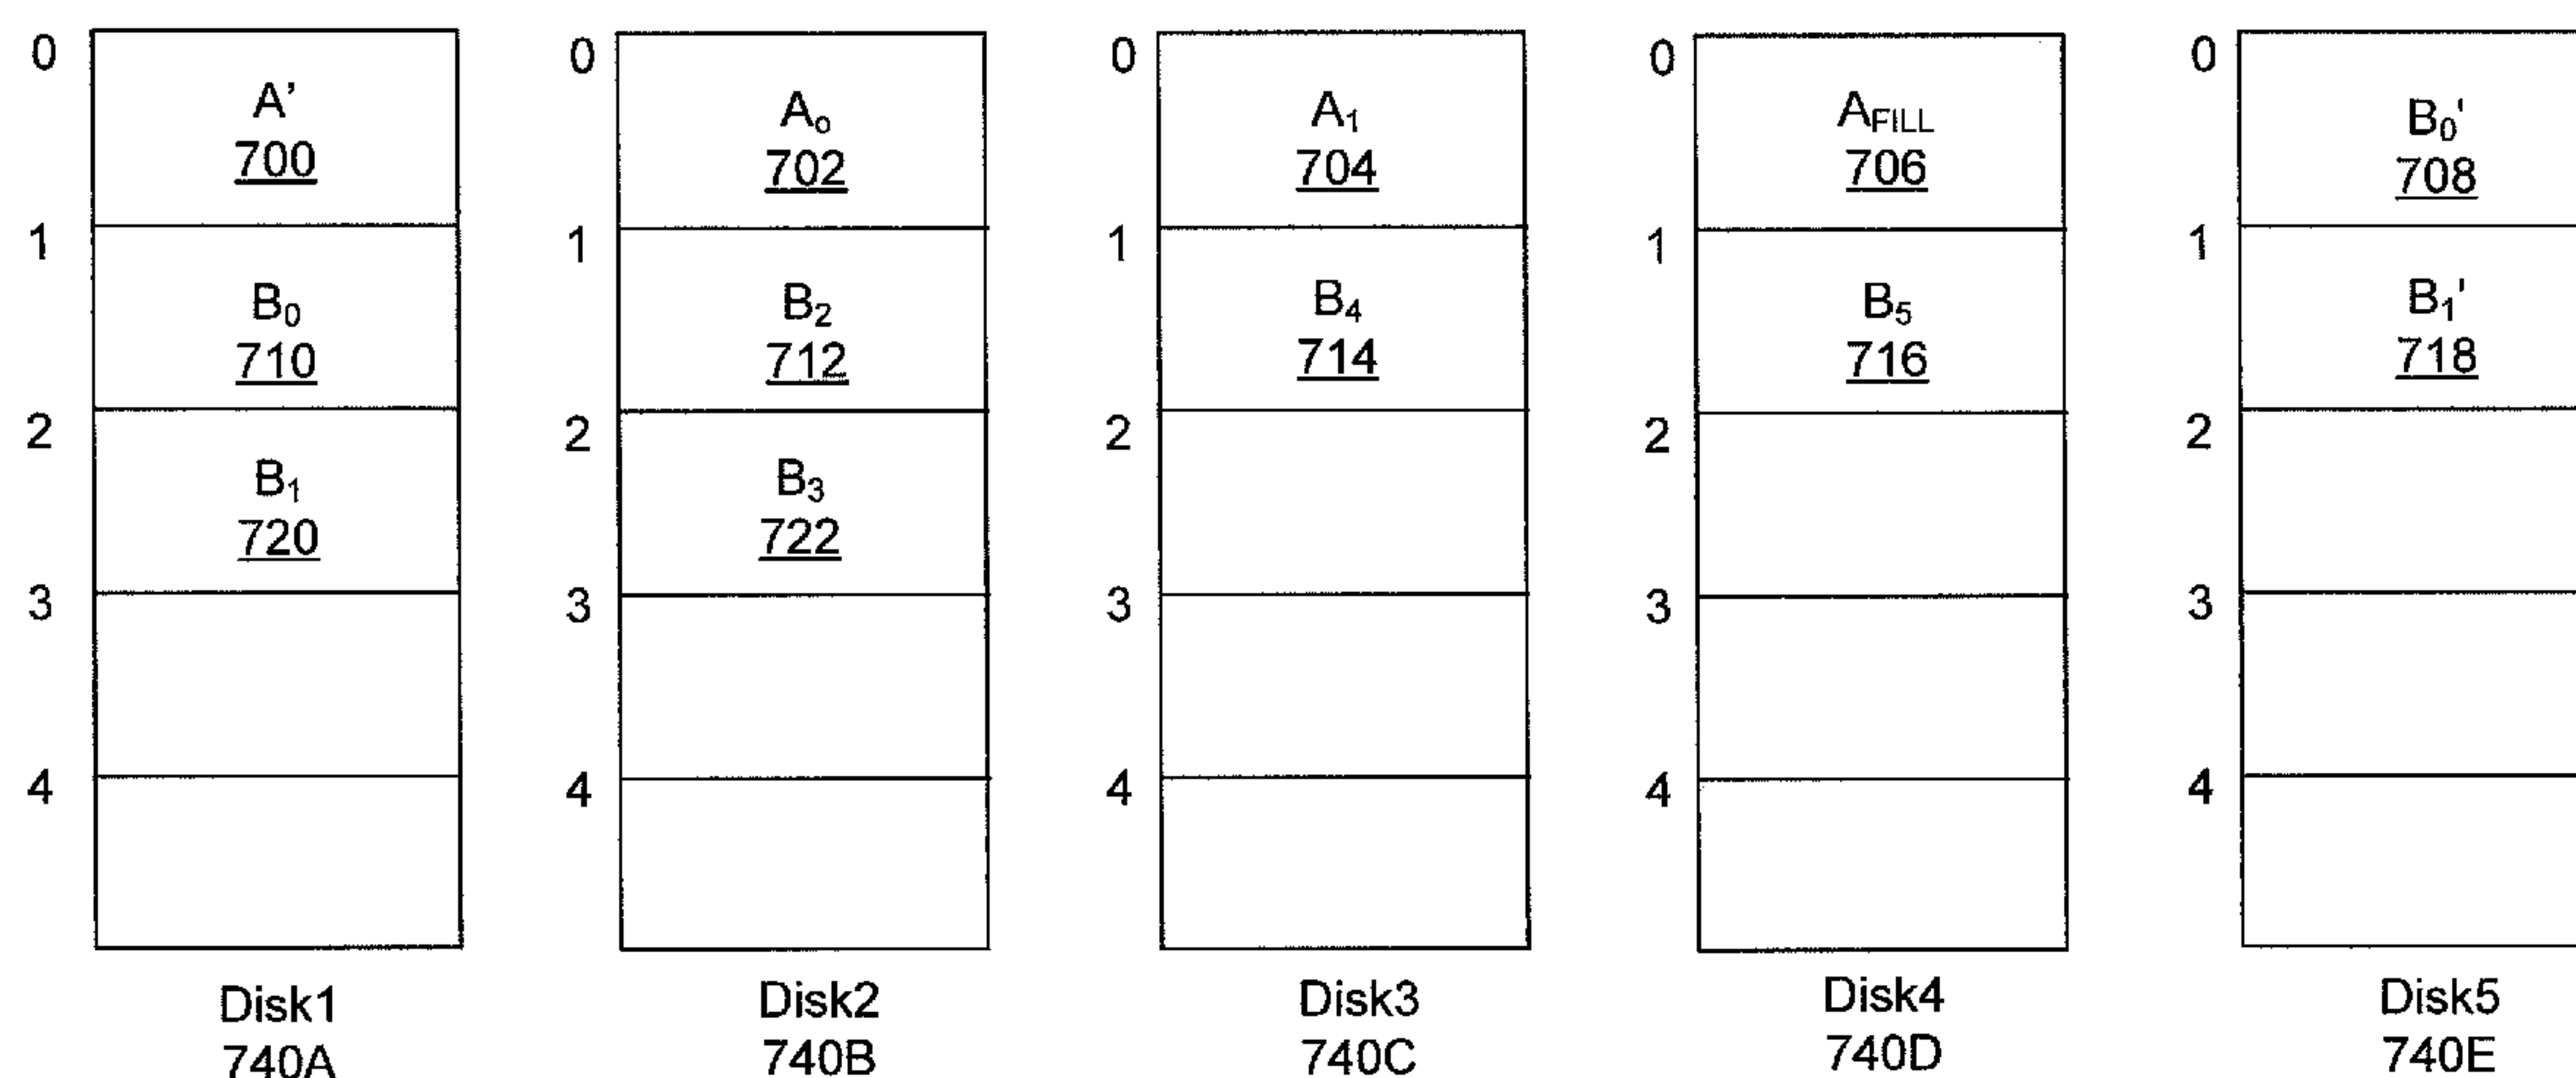 0
A'
700
1
B₀
710
2
B₁
720
3
4
Disk1
740A
0
Aₒ
702
1
B₂
712
2
B₃
722
3
4
Disk2
740B
0
A₁
704
1
B₄
714
2
3
4
Disk3
740C
0
A_FILL
706
1
B₅
716
2
3
4
Disk4
740D
0
B₀'
708
1
B₁'
718
2
3
4
Disk5
740E